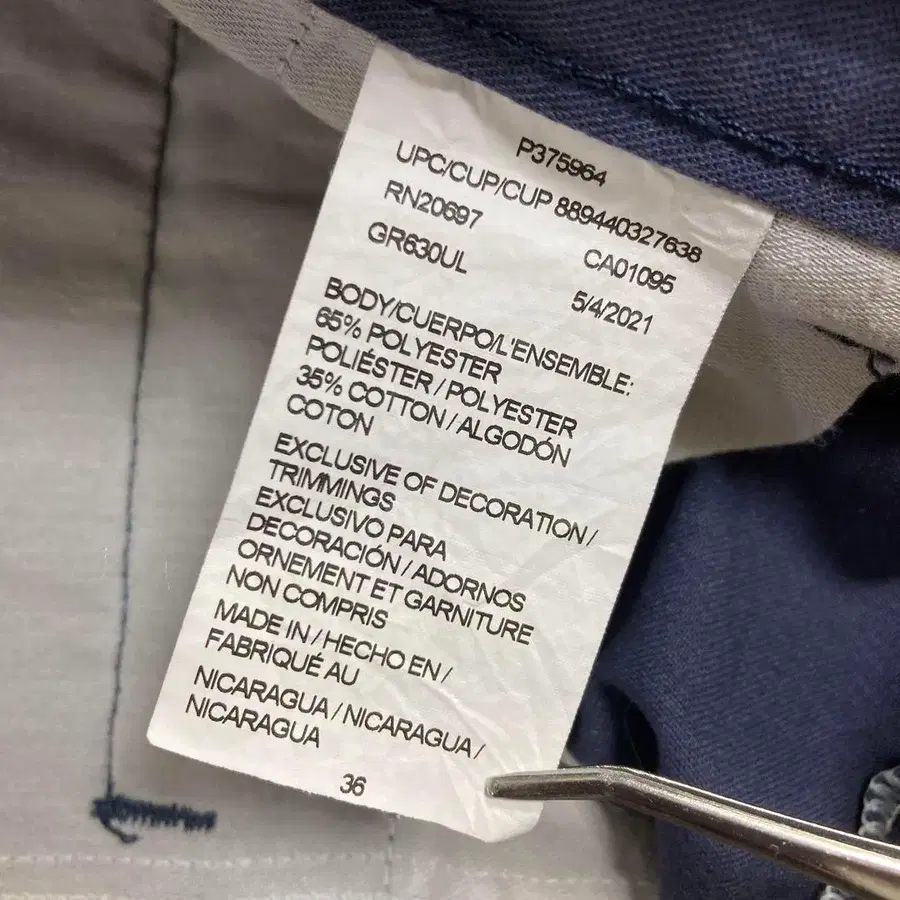 P375964
UPC/CUP/CUP 889440327638
RN20697 CA01095
GR630UL 5/4/2021
BODY/CUERPO/L'ENSEMBLE:
65% POLYESTER
POLIÉSTER / POLYESTER
35% COTTON / ALGODÓN
COTON
EXCLUSIVE OF DECORATION /
TRIMMINGS
EXCLUSIVO PARA
DECORACIÓN / ADORNOS
ORNEMENT ET GARNITURE
NON COMPRIS
MADE IN / HECHO EN /
FABRIQUÉ AU
NICARAGUA / NICARAGUA /
NICARAGUA
36